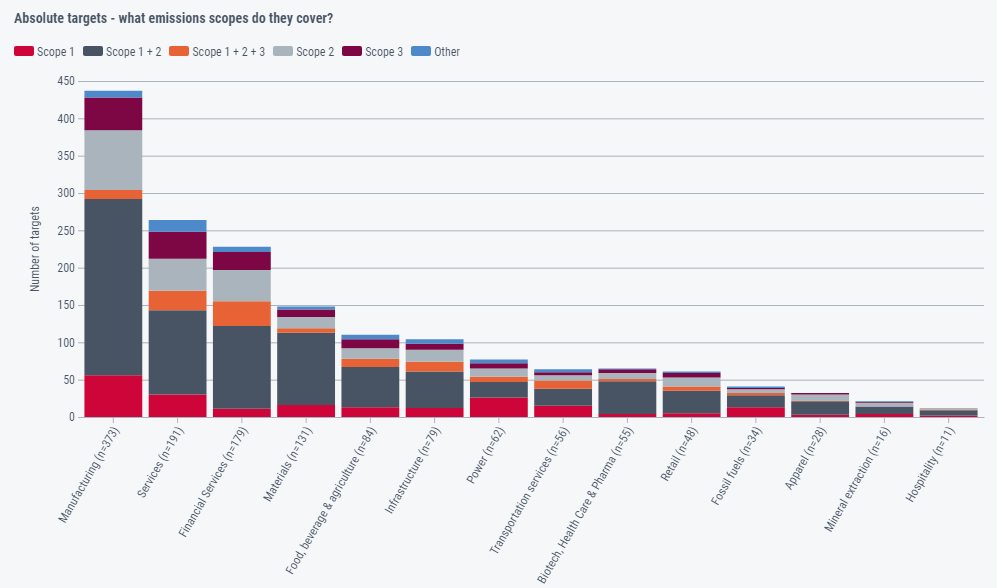 Absolute targets - what emissions scopes do they cover?
Scope 1 Scope 1 + 2 Scope 1 + 2 + 3 Scope 2 Scope 3 Other
Number of targets
450
400
350
300
250
200
150
100
50
0
Manufacturing (n=373)
Services (n=191)
Financial Services (n=179)
Materials (n=131)
Food, beverage & agriculture (n=84)
Infrastructure (n=79)
Power (n=62)
Transportation services (n=56)
Biotech, Health Care & Pharma (n=55)
Retail (n=48)
Fossil fuels (n=34)
Apparel (n=28)
Mineral extraction (n=16)
Hospitality (n=11)